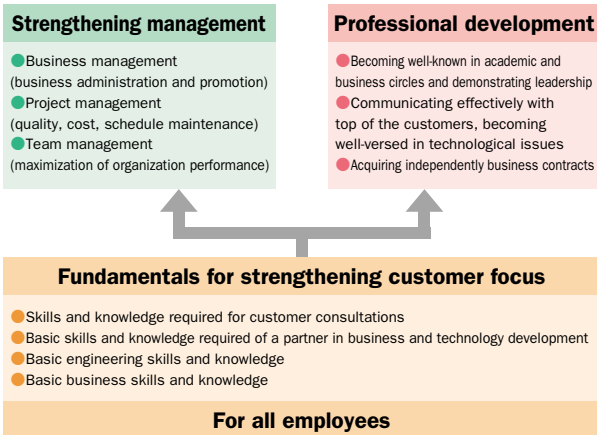 Strengthening management
●Business management
(business administration and promotion)
●Project management
(quality, cost, schedule maintenance)
●Team management
(maximization of organization performance)
Professional development
●Becoming well-known in academic and
business circles and demonstrating leadership
●Communicating effectively with
top of the customers, becoming
well-versed in technological issues
●Acquiring independently business contracts
Fundamentals for strengthening customer focus
●Skills and knowledge required for customer consultations
●Basic skills and knowledge required of a partner in business and technology development
●Basic engineering skills and knowledge
●Basic business skills and knowledge
For all employees